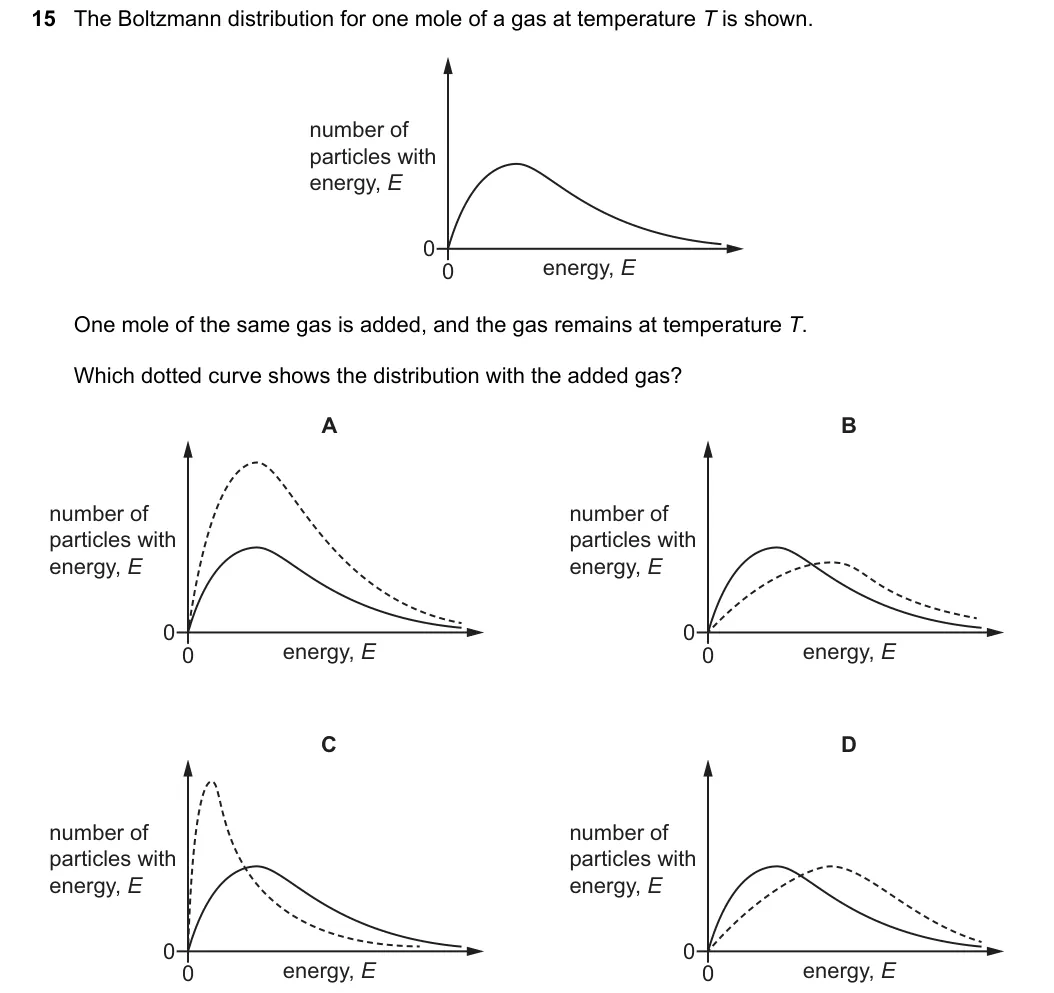 15 The Boltzmann distribution for one mole of a gas at temperature T is shown.
number of
particles with
energy, E
0
0
energy, E
One mole of the same gas is added, and the gas remains at temperature T.
Which dotted curve shows the distribution with the added gas?
A
number of
particles with
energy, E
0
0
energy, E
B
number of
particles with
energy, E
0
0
energy, E
C
number of
particles with
energy, E
0
0
energy, E
D
number of
particles with
energy, E
0
0
energy, E